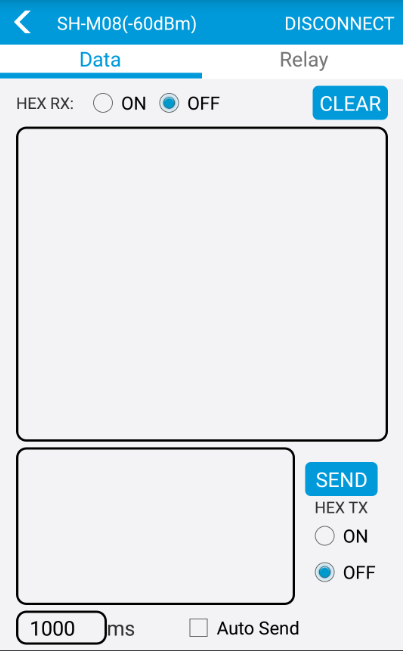 SH-M08(-60dBm) DISCONNECT
Data Relay
HEX RX: ON OFF CLEAR
SEND
HEX TX
ON
OFF
1000 ms Auto Send